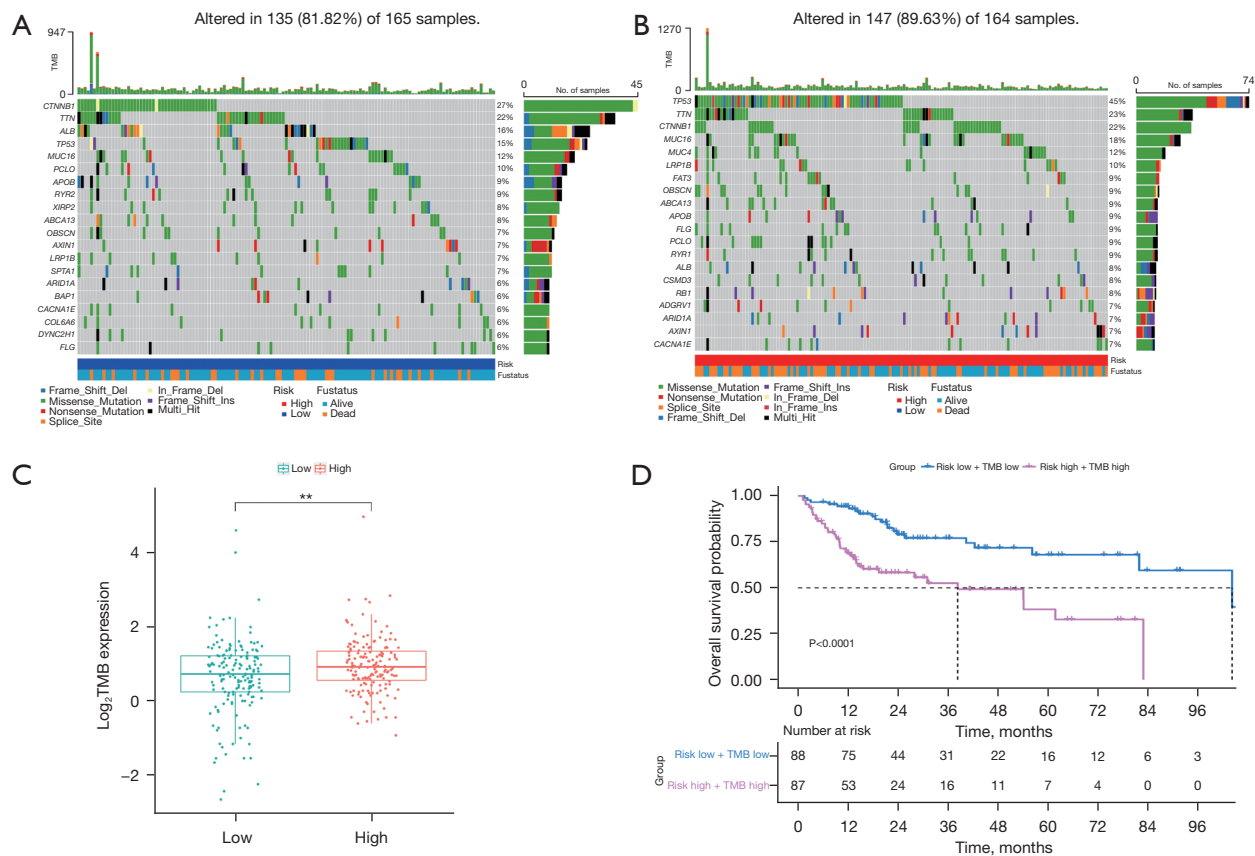 A
Altered in 135 (81.82%) of 165 samples.
947
TMB
0
No. of samples
0 45
CTNNB1 27%
TTN 22%
ALB 16%
TP53 15%
MUC16 12%
PCLO 10%
APOB 9%
RYR2 9%
XIRP2 8%
ABCA13 8%
OBSCN 7%
AXIN1 7%
LRP1B 7%
SPTA1 7%
ARID1A 6%
BAP1 6%
CACNA1E 6%
COL6A6 6%
DYNC2H1 6%
FLG 6%
Risk
Fustatus
Frame_Shift_Del In_Frame_Del Risk Fustatus
Missense_Mutation Frame_Shift_Ins High Alive
Nonsense_Mutation Multi_Hit Low Dead
Splice_Site
B
Altered in 147 (89.63%) of 164 samples.
1270
TMB
0
No. of samples
0 74
TP53 45%
TTN 23%
CTNNB1 22%
MUC16 18%
MUC4 12%
LRP1B 10%
FAT3 9%
OBSCN 9%
ABCA13 9%
APOB 9%
FLG 9%
PCLO 9%
RYR1 9%
ALB 8%
CSMD3 8%
RB1 8%
ADGRV1 7%
ARID1A 7%
AXIN1 7%
CACNA1E 7%
Risk
Fustatus
Missense_Mutation Frame_Shift_Ins Risk Fustatus
Nonsense_Mutation In_Frame_Del High Alive
Splice_Site In_Frame_Ins Low Dead
Frame_Shift_Del Multi_Hit
C
Low High
**
Log2TMB expression
4
2
0
−2
Low High
D
Group Risk low + TMB low Risk high + TMB high
Overall survival probability
1.00
0.75
0.50
0.25
0.00
P<0.0001
0 12 24 36 48 60 72 84 96
Time, months
Number at risk
Group
Risk low + TMB low 88 75 44 31 22 16 12 6 3
Risk high + TMB high 87 53 24 16 11 7 4 0 0
0 12 24 36 48 60 72 84 96
Time, months